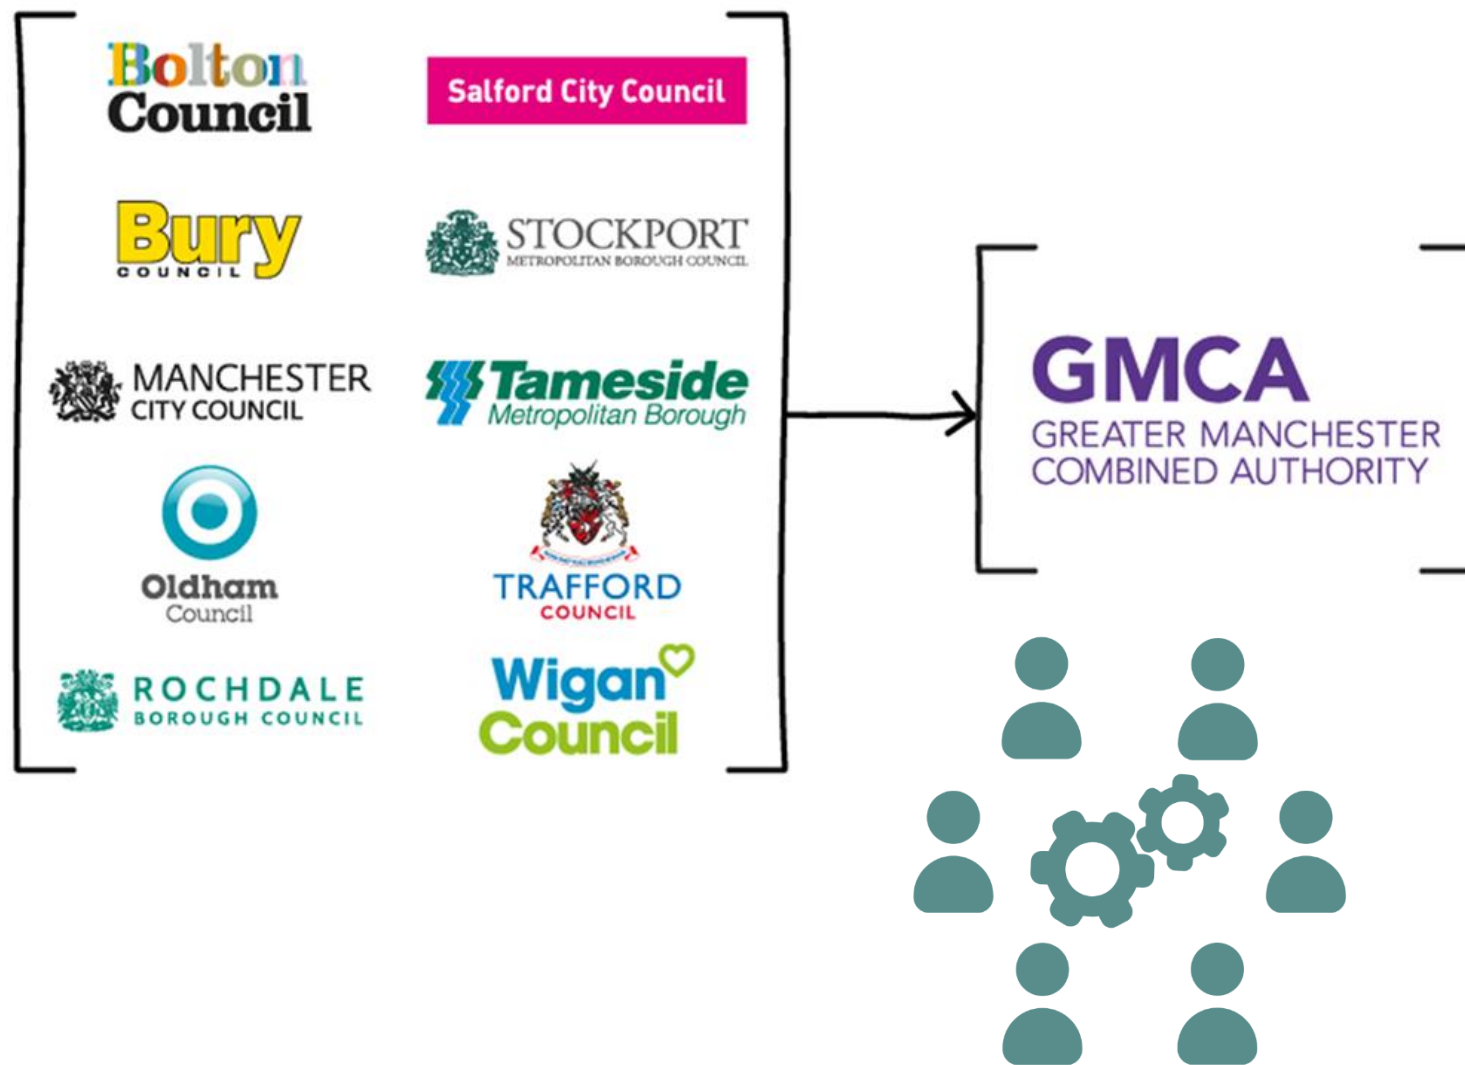 Bolton
Council
Salford City Council
Bury
COUNCIL
STOCKPORT
METROPOLITAN BOROUGH COUNCIL
MANCHESTER
CITY COUNCIL
Tameside
Metropolitan Borough
Oldham
Council
TRAFFORD
COUNCIL
ROCHDALE
BOROUGH COUNCIL
Wigan
Council
GMCA
GREATER MANCHESTER
COMBINED AUTHORITY